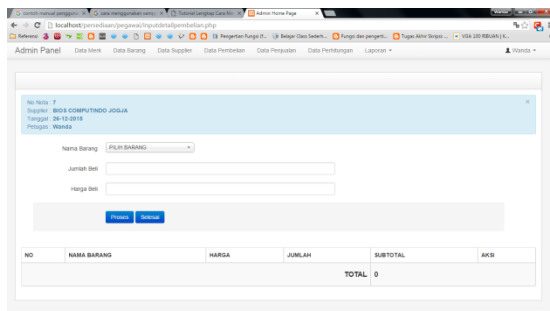 Admin Home Page
localhost/persediaan/pegawai/inputdetailpembelian.php
Admin Panel Data Merk Data Barang Data Supplier Data Pembelian Data Penjualan Data Perhitungan Laporan Wanda
No Nota : 7
Supplier : BIOS COMPUTINDO JOGJA
Tanggal : 26-12-2018
Petugas : Wanda
Nama Barang PILIH BARANG
Jumlah Beli
Harga Beli
Proses Selesai
NO NAMA BARANG HARGA JUMLAH SUBTOTAL AKSI
TOTAL 0